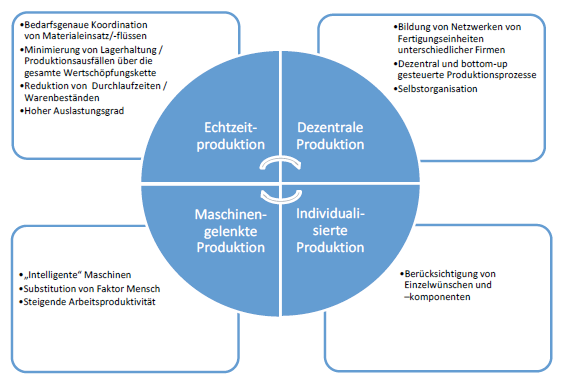 •Bedarfsgenaue Koordination
von Materialeinsatz/-flüssen
•Minimierung von Lagerhaltung /
Produktionsausfällen über die
gesamte Wertschöpfungskette
•Reduktion von Durchlaufzeiten /
Warenbeständen
•Hoher Auslastungsgrad
•Bildung von Netzwerken von
Fertigungseinheiten
unterschiedlicher Firmen
•Dezentral und bottom-up
gesteuerte Produktionsprozesse
•Selbstorganisation
Echtzeit-
produktion
Dezentrale
Produktion
Maschinen-
gelenkte
Produktion
Individuali-
sierte
Produktion
•„Intelligente“ Maschinen
•Substitution von Faktor Mensch
•Steigende Arbeitsproduktivität
•Berücksichtigung von
Einzelwünschen und
–komponenten